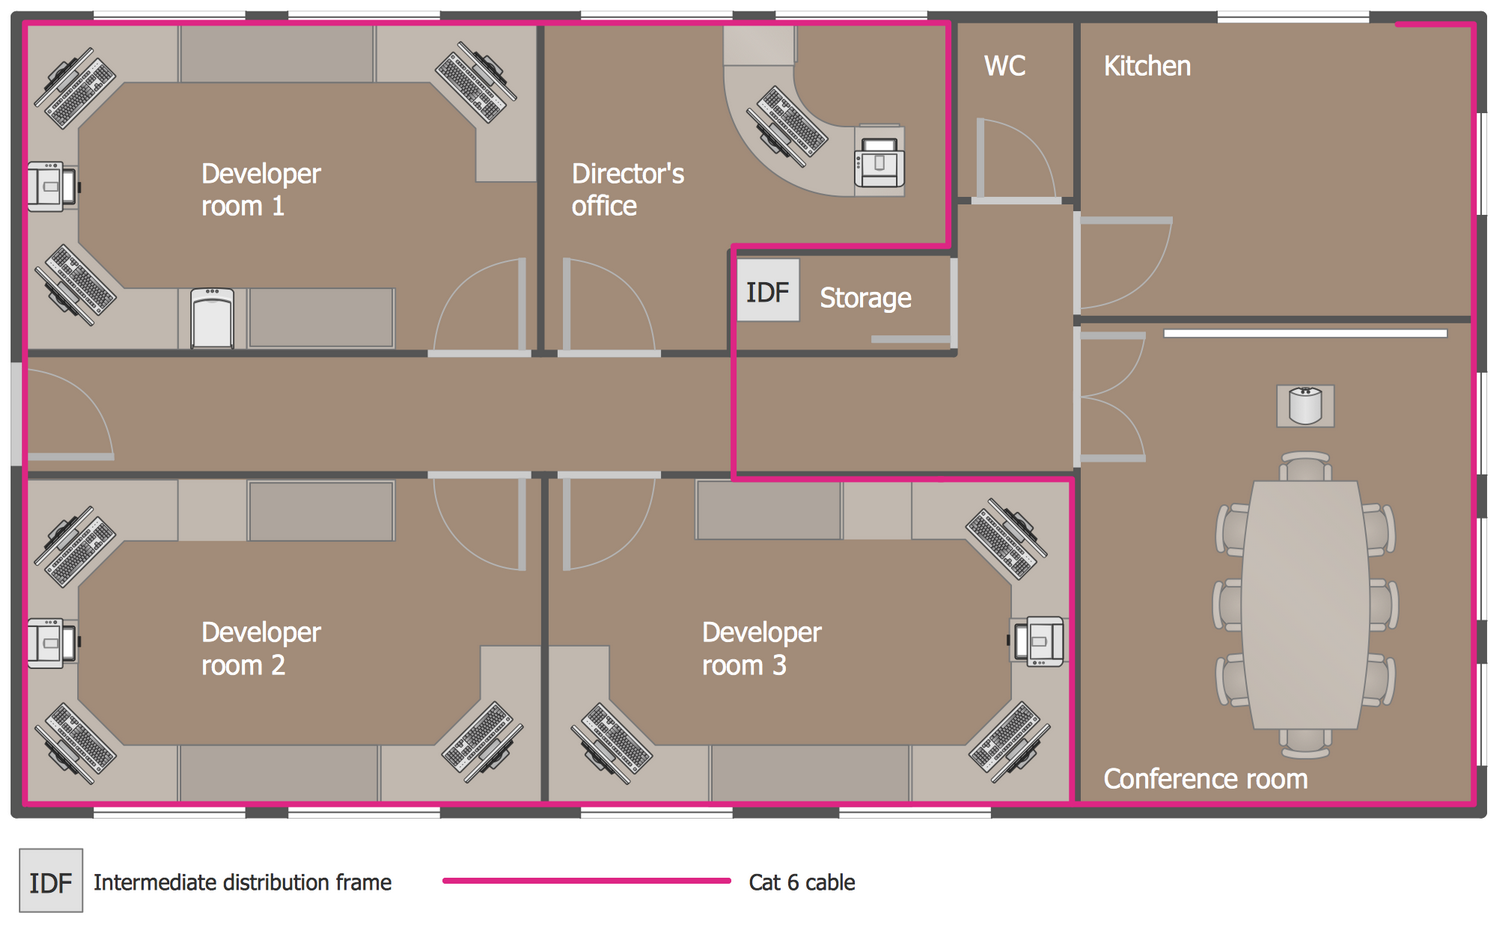 WC
Kitchen
Developer
room 1
Director's
office
IDF
Storage
Developer
room 2
Developer
room 3
Conference room
IDF
Intermediate distribution frame
Cat 6 cable